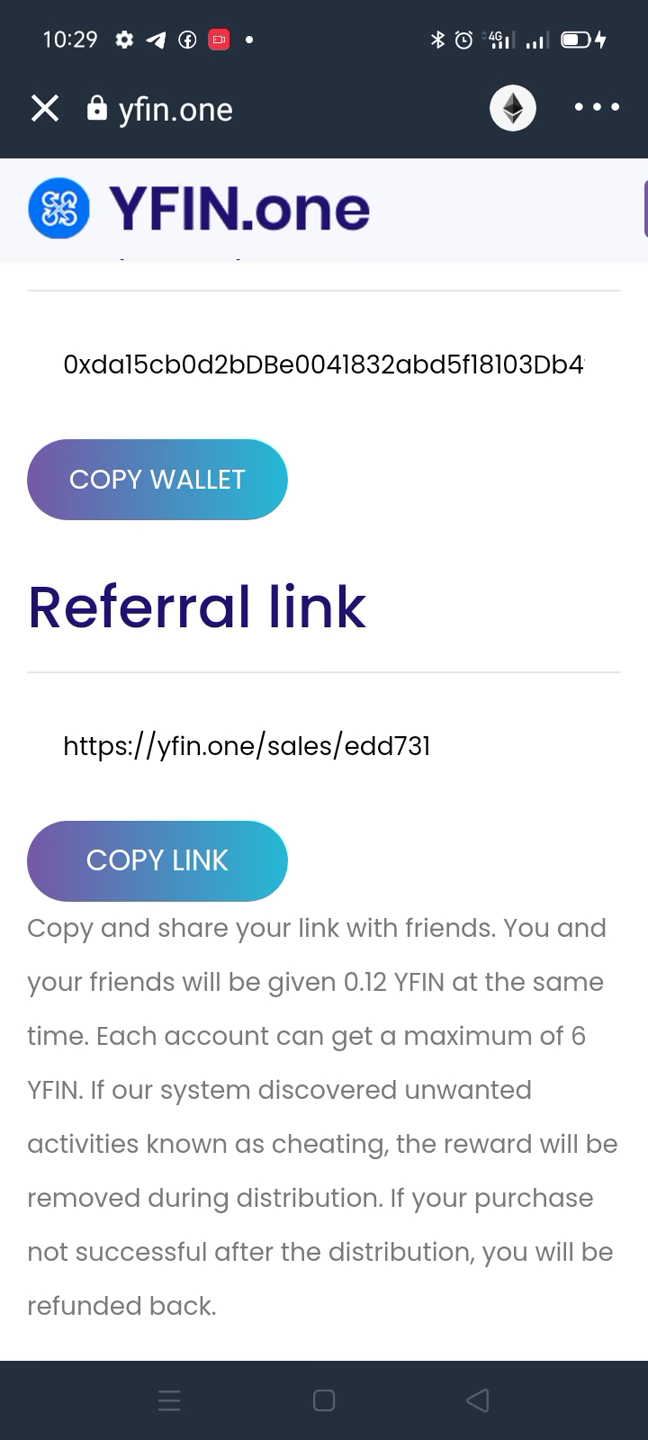 10:29
4G
yfin.one
YFIN.one
0xda15cb0d2bDBe0041832abd5f18103Db4
COPY WALLET
Referral link
https://yfin.one/sales/edd731
COPY LINK
Copy and share your link with friends. You and
your friends will be given 0.12 YFIN at the same
time. Each account can get a maximum of 6
YFIN. If our system discovered unwanted
activities known as cheating, the reward will be
removed during distribution. If your purchase
not successful after the distribution, you will be
refunded back.